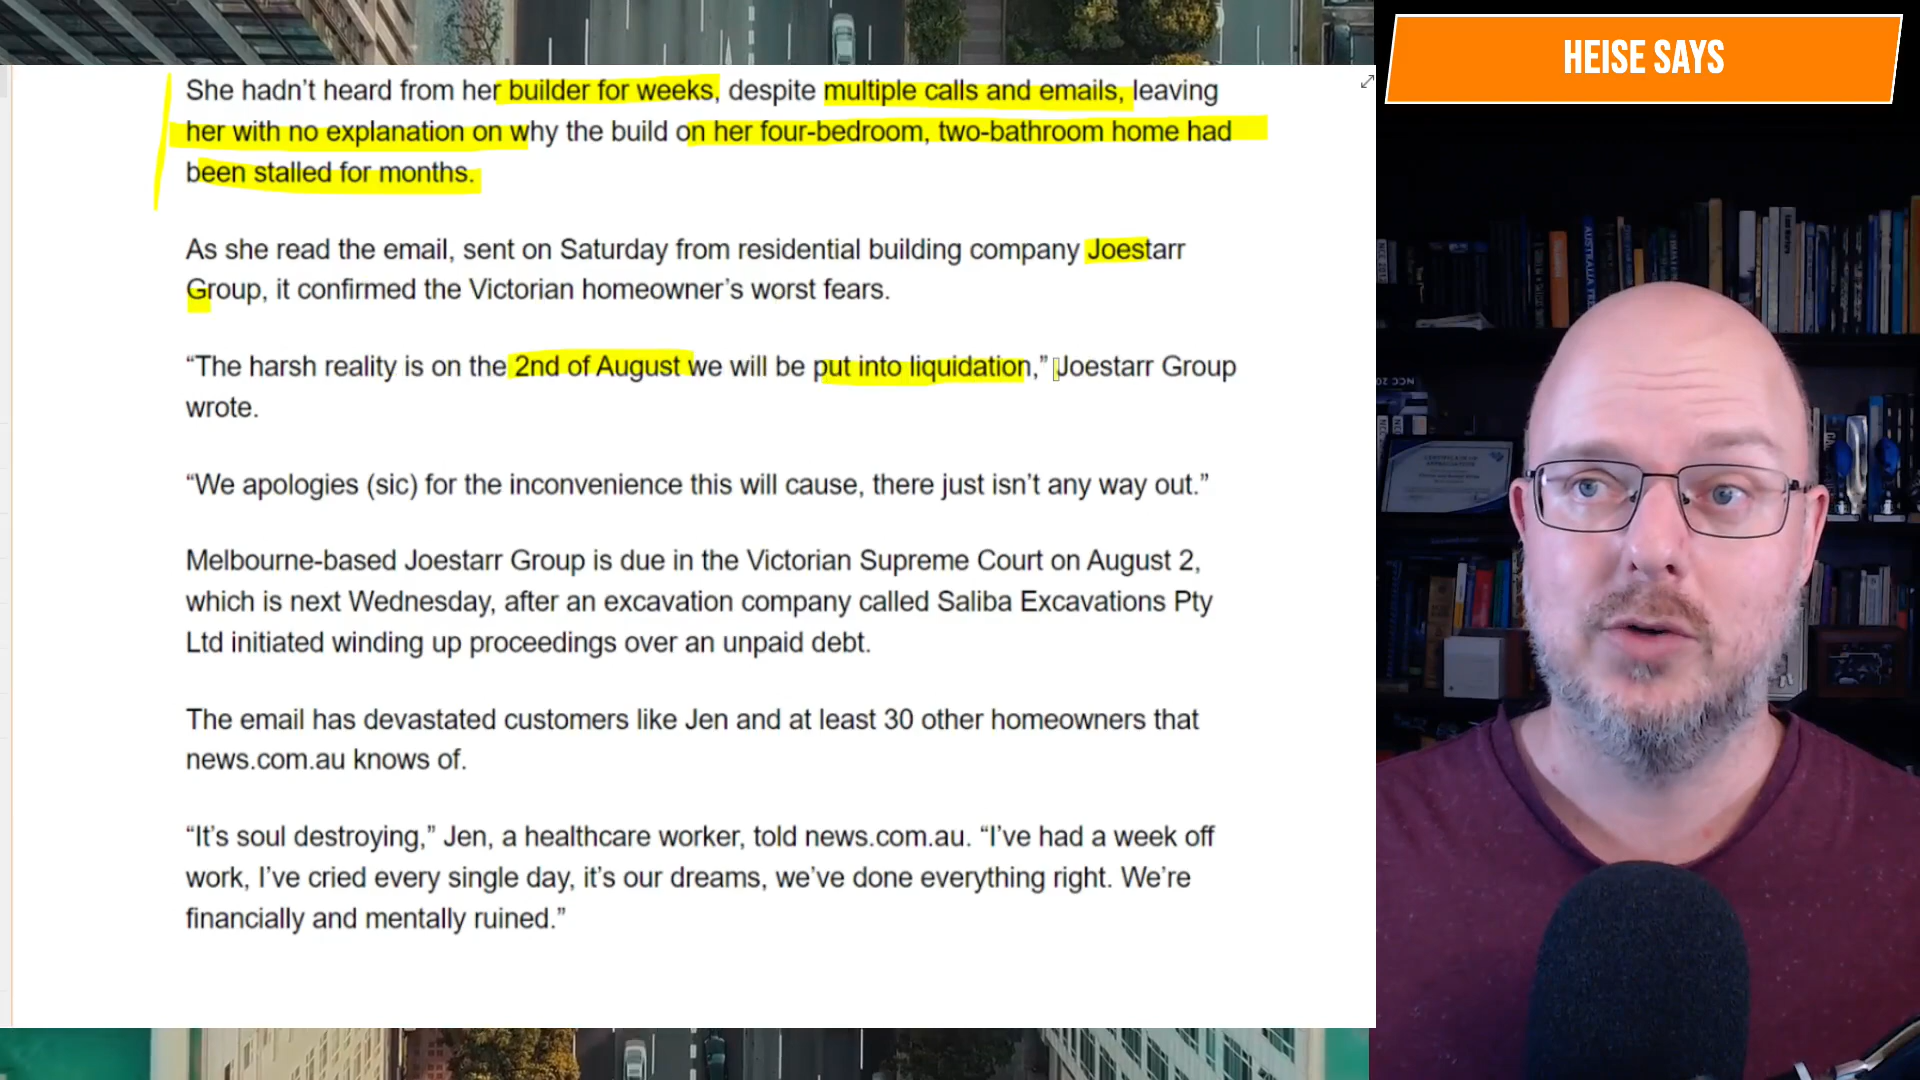 HEISE SAYS
She hadn't heard from her builder for weeks, despite multiple calls and emails, leaving
her with no explanation on why the build on her four-bedroom, two-bathroom home had
been stalled for months.
As she read the email, sent on Saturday from residential building company Joestarr
Group, it confirmed the Victorian homeowner's worst fears.
“The harsh reality is on the 2nd of August we will be put into liquidation,” Joestarr Group
wrote.
“We apologies (sic) for the inconvenience this will cause, there just isn't any way out.”
Melbourne-based Joestarr Group is due in the Victorian Supreme Court on August 2,
which is next Wednesday, after an excavation company called Saliba Excavations Pty
Ltd initiated winding up proceedings over an unpaid debt.
The email has devastated customers like Jen and at least 30 other homeowners that
news.com.au knows of.
“It's soul destroying,” Jen, a healthcare worker, told news.com.au. “I've had a week off
work, I've cried every single day, it's our dreams, we've done everything right. We're
financially and mentally ruined.”